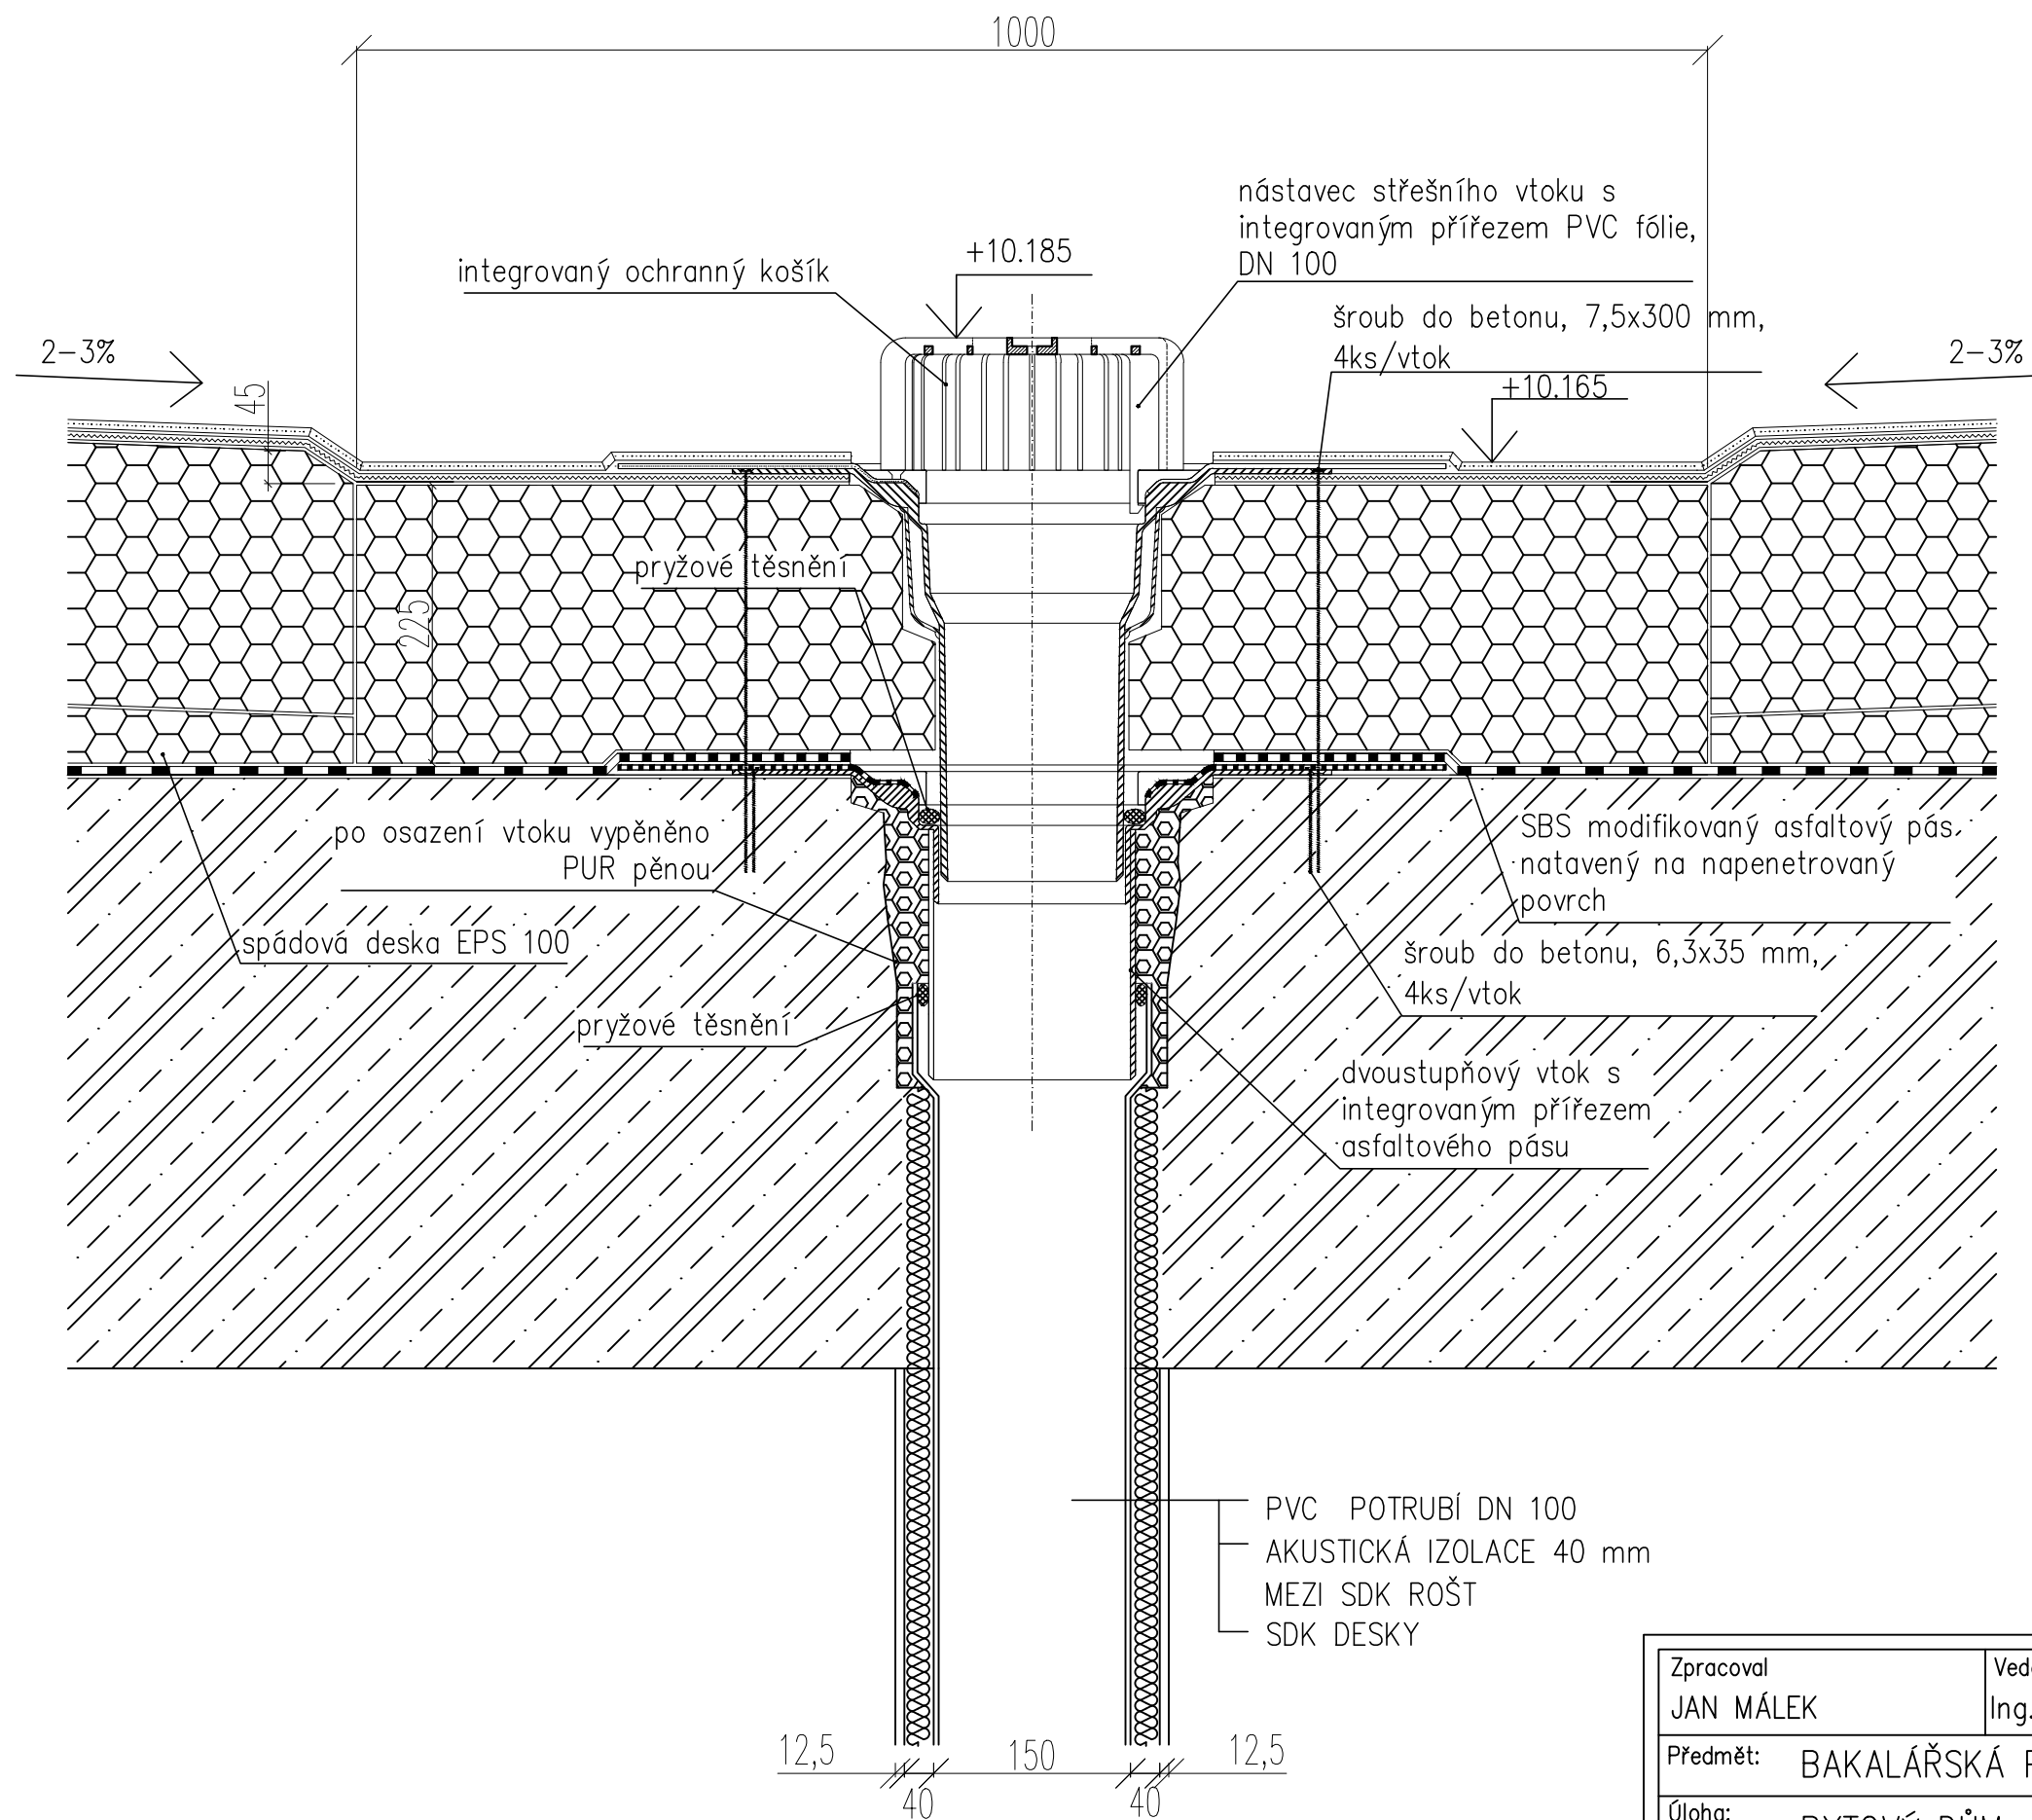 1000
nástavec střešního vtoku s
integrovaným přířezem PVC fólie,
DN 100
+10.185
integrovaný ochranný košík
šroub do betonu, 7,5x300 mm,
4ks/vtok
2-3%
2-3%
+10.165
45
pryžové těsnění
225
po osazení vtoku vypěněno
PUR pěnou
SBS modifikovaný asfaltový pás
natavený na napenetrovaný
povrch
spádová deska EPS 100
šroub do betonu, 6,3x35 mm,
4ks/vtok
pryžové těsnění
dvoustupňový vtok s
integrovaným přířezem
asfaltového pásu
PVC POTRUBÍ DN 100
AKUSTICKÁ IZOLACE 40 mm
MEZI SDK ROŠT
SDK DESKY
12,5
150
12,5
40
40
Zpracoval
JAN MÁLEK
Ing.
Předmět: BAKALÁŘSKÁ
Úloha: